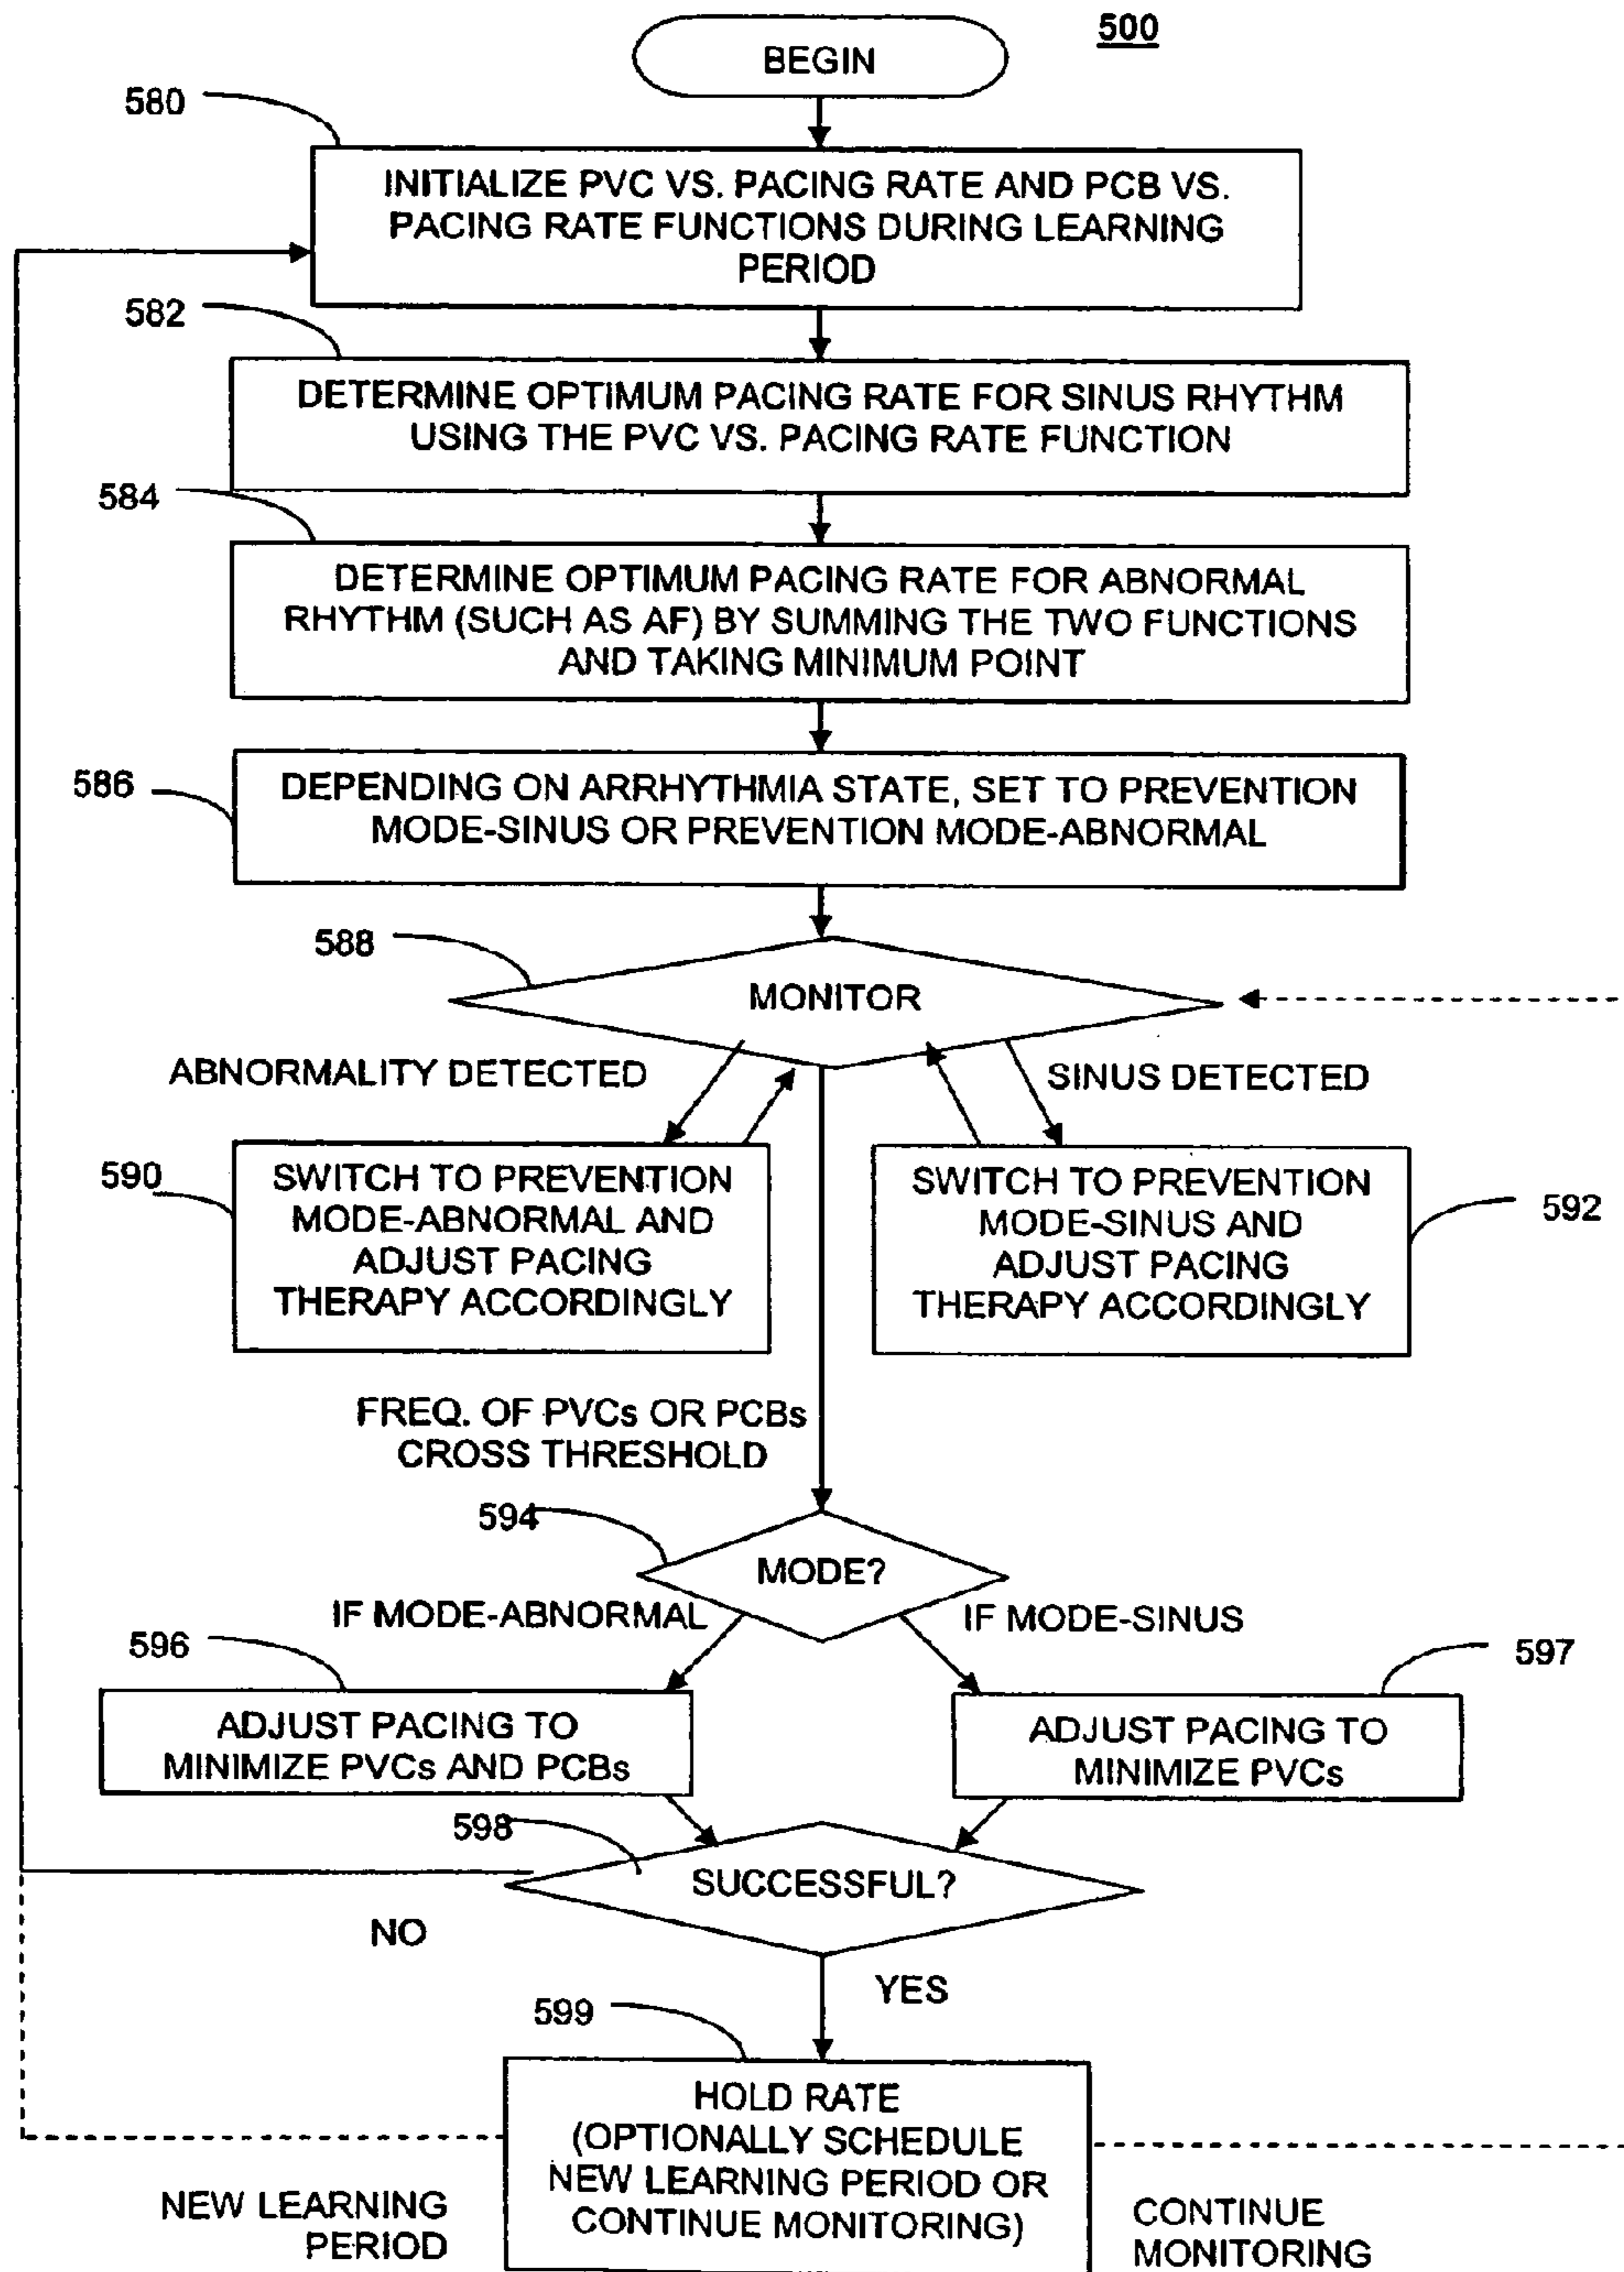 500
BEGIN
580
INITIALIZE PVC VS. PACING RATE AND PCB VS.
PACING RATE FUNCTIONS DURING LEARNING
PERIOD
582
DETERMINE OPTIMUM PACING RATE FOR SINUS RHYTHM
USING THE PVC VS. PACING RATE FUNCTION
584
DETERMINE OPTIMUM PACING RATE FOR ABNORMAL
RHYTHM (SUCH AS AF) BY SUMMING THE TWO FUNCTIONS
AND TAKING MINIMUM POINT
586
DEPENDING ON ARRHYTHMIA STATE, SET TO PREVENTION
MODE-SINUS OR PREVENTION MODE-ABNORMAL
588
MONITOR
ABNORMALITY DETECTED
SINUS DETECTED
590
SWITCH TO PREVENTION
MODE-ABNORMAL AND
ADJUST PACING
THERAPY ACCORDINGLY
SWITCH TO PREVENTION
MODE-SINUS AND
ADJUST PACING
THERAPY ACCORDINGLY
592
FREQ. OF PVCs OR PCBs
CROSS THRESHOLD
594
MODE?
IF MODE-ABNORMAL
IF MODE-SINUS
596
597
ADJUST PACING TO
MINIMIZE PVCs AND PCBs
ADJUST PACING TO
MINIMIZE PVCs
598
SUCCESSFUL?
NO
YES
599
HOLD RATE
(OPTIONALLY SCHEDULE
NEW LEARNING PERIOD OR
CONTINUE MONITORING)
NEW LEARNING
PERIOD
CONTINUE
MONITORING